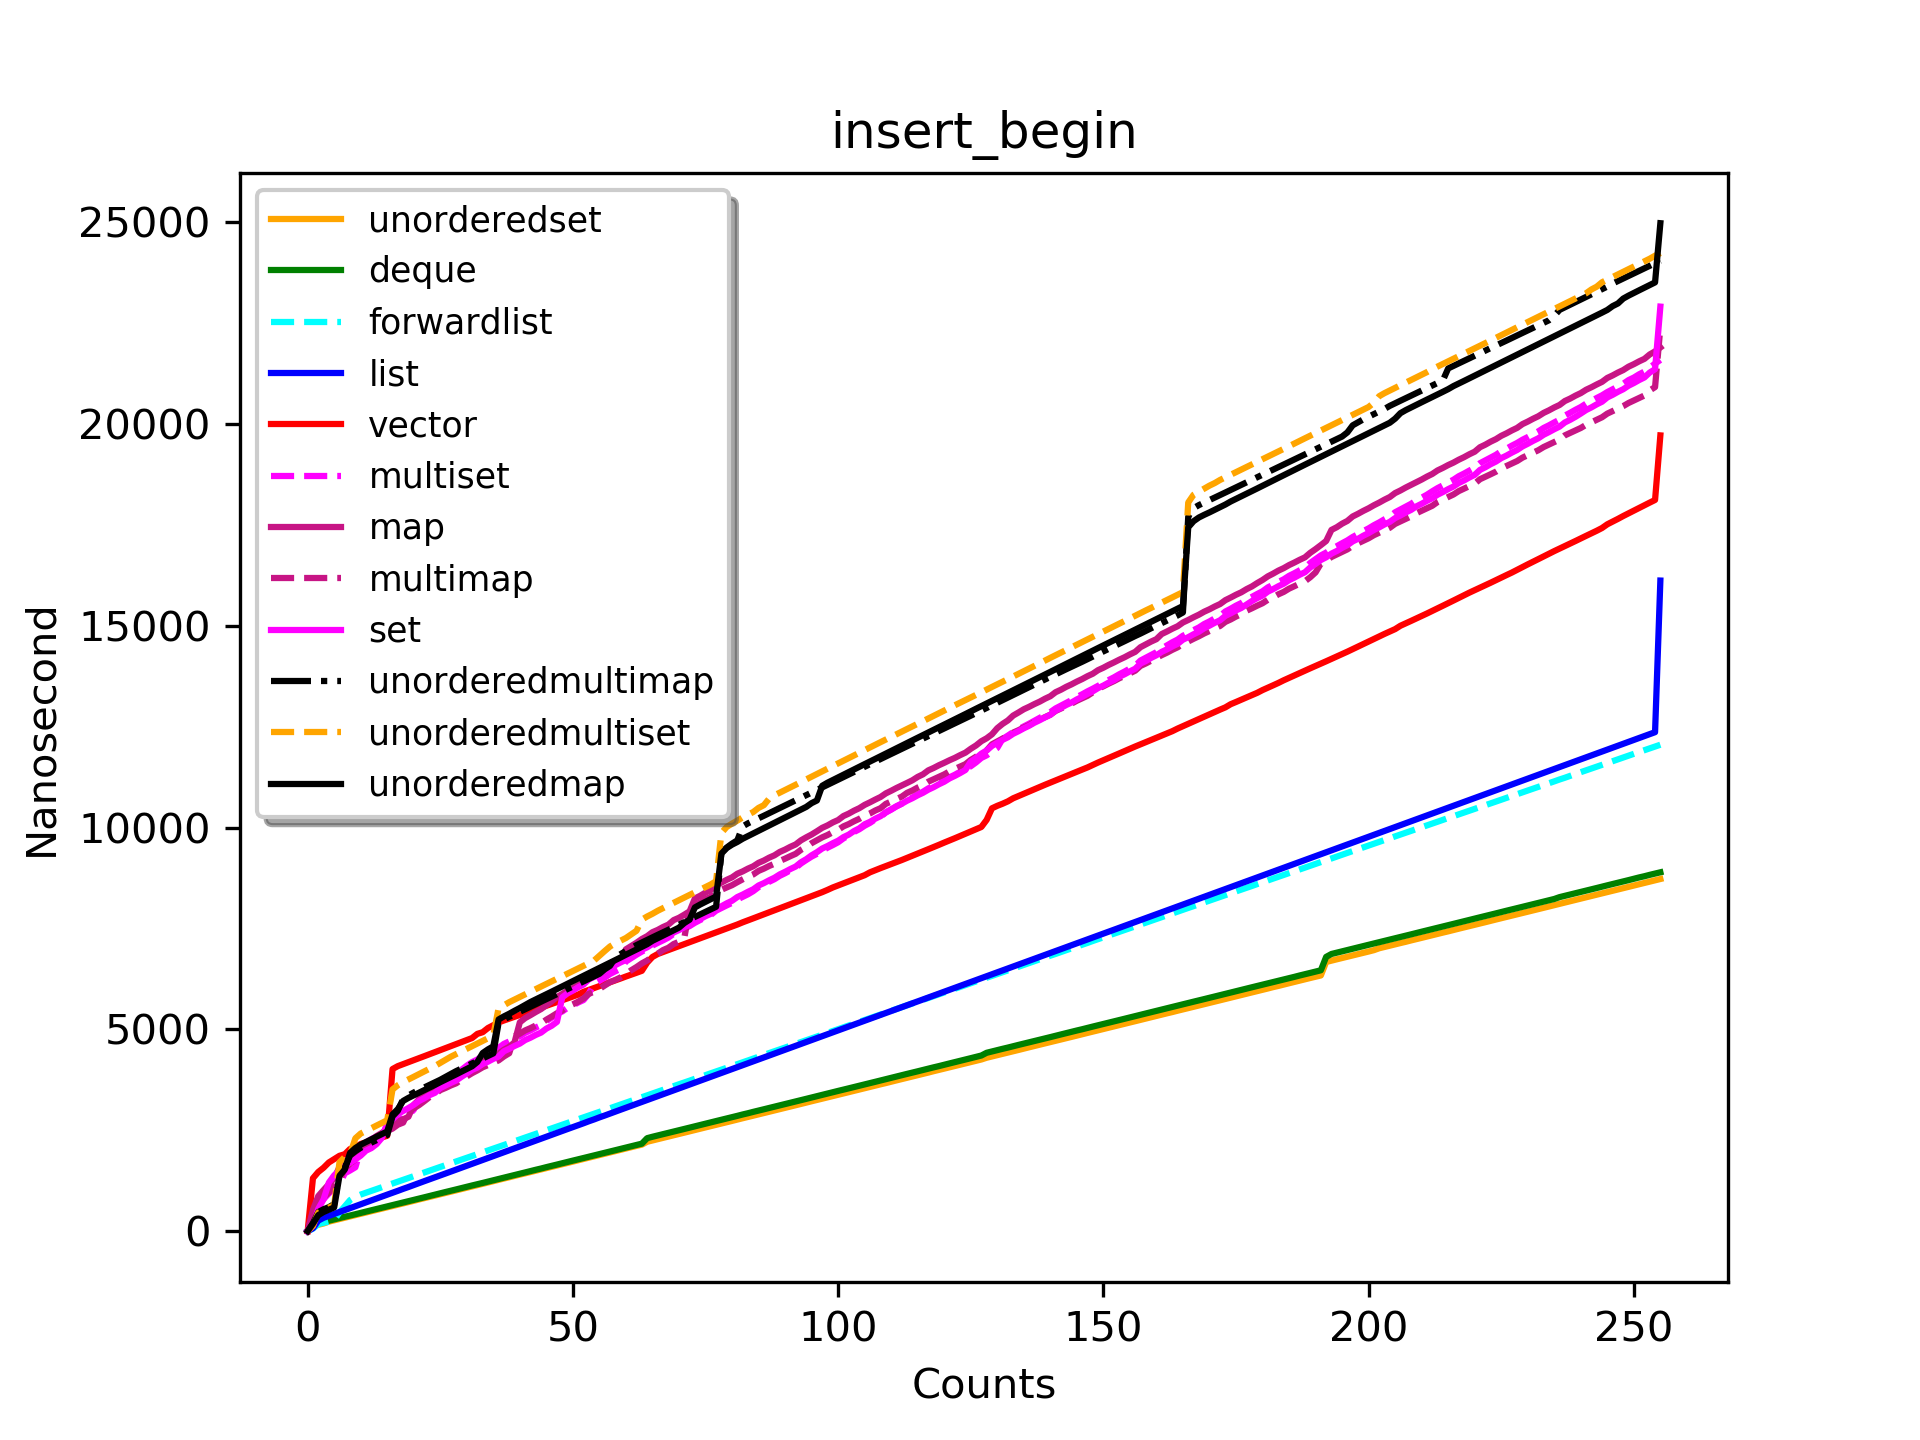 insert_begin
25000
20000
15000
10000
5000
0
Nanosecond
unorderedset
deque
forwardlist
list
vector
multiset
map
multimap
set
unorderedmultimap
unorderedmultiset
unorderedmap
0 50 100 150 200 250
Counts